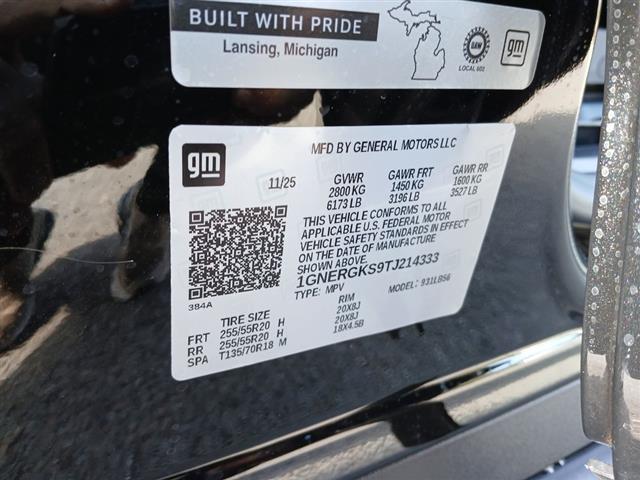 BUILT WITH PRIDE
Lansing, Michigan
UAW
LOCAL 602
gm
gm
MFD BY GENERAL MOTORS LLC
11/25 GVWR GAWR FRT GAWR RR
2800 KG 1450 KG 1600 KG
6173 LB 3196 LB 3527 LB
THIS VEHICLE CONFORMS TO ALL
APPLICABLE U.S. FEDERAL MOTOR
VEHICLE SAFETY STANDARDS IN EFFECT
ON THE DATE OF MANUFACTURE
SHOWN ABOVE.
1GNERGKS9TJ214333
TYPE: MPV MODEL: 931LB56
384A
TIRE SIZE RIM
FRT 255/55R20 H 20X8J
RR 255/55R20 H 20X8J
SPA T135/70R18 M 18X4.5B